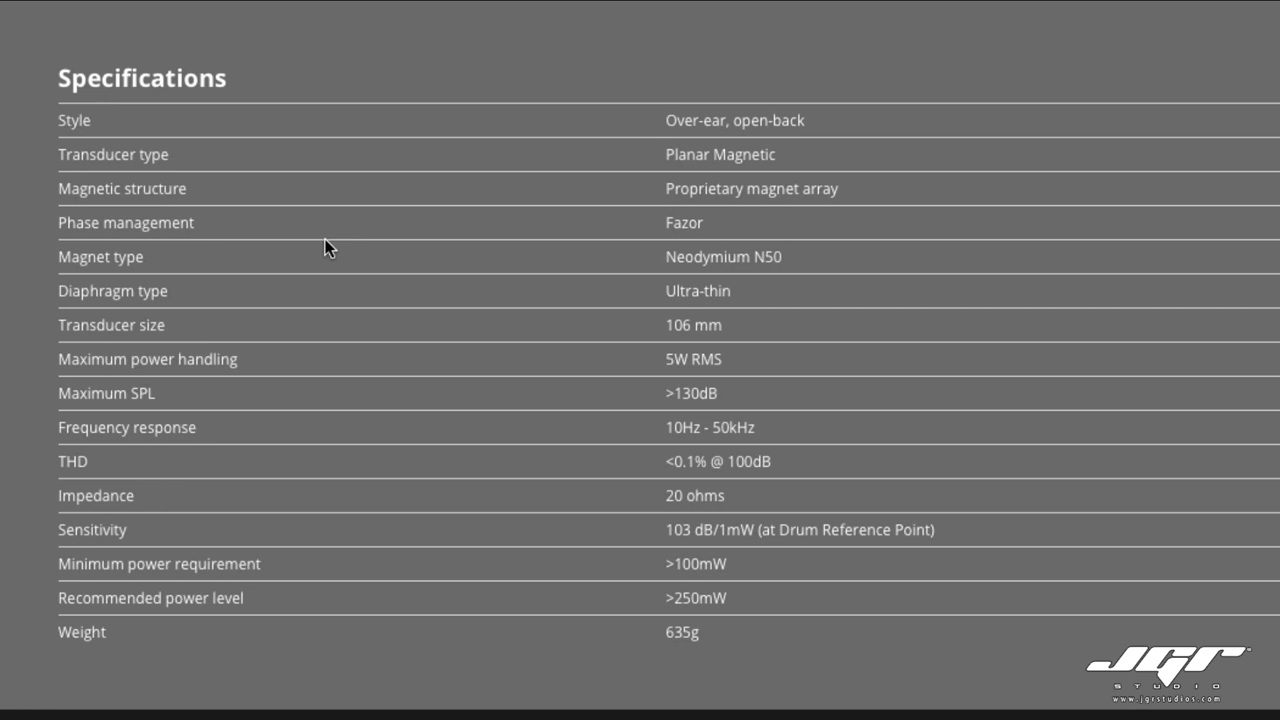 Specifications
Style Over-ear, open-back
Transducer type Planar Magnetic
Magnetic structure Proprietary magnet array
Phase management Fazor
Magnet type Neodymium N50
Diaphragm type Ultra-thin
Transducer size 106 mm
Maximum power handling 5W RMS
Maximum SPL >130dB
Frequency response 10Hz - 50kHz
THD <0.1% @ 100dB
Impedance 20 ohms
Sensitivity 103 dB/1mW (at Drum Reference Point)
Minimum power requirement >100mW
Recommended power level >250mW
Weight 635g
JGR
STUDIO
www.jgrstudios.com